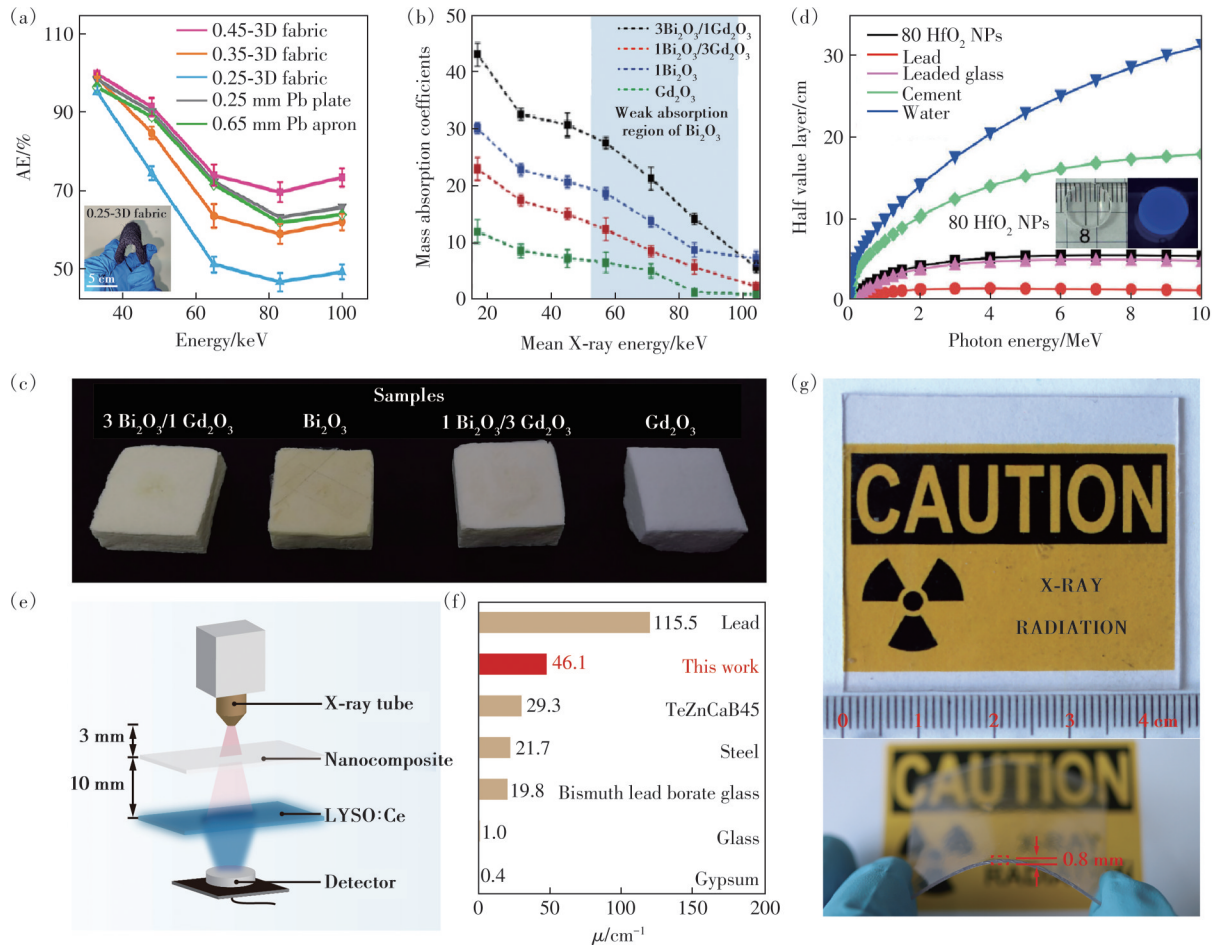 (a)
110
90
70
50
AE/%
0.45-3D fabric
0.35-3D fabric
0.25-3D fabric
0.25 mm Pb plate
0.65 mm Pb apron
0.25-3D fabric
5 cm
40 60 80 100
Energy/keV
(b)
50
40
30
20
10
0
Mass absorption coefficients
3Bi₂O₃/1Gd₂O₃
1Bi₂O₃/3Gd₂O₃
1Bi₂O₃
Gd₂O₃
Weak absorption
region of Bi₂O₃
20 40 60 80 100
Mean X-ray energy/keV
(d)
30
20
10
0
Half value layer/cm
80 HfO₂ NPs
Lead
Leaded glass
Cement
Water
80 HfO₂ NPs
8
0 2 4 6 8 10
Photon energy/MeV
(c)
Samples
3 Bi₂O₃/1 Gd₂O₃
Bi₂O₃
1 Bi₂O₃/3 Gd₂O₃
Gd₂O₃
(e)
X-ray tube
3 mm
Nanocomposite
10 mm
LYSO:Ce
Detector
(f)
115.5 Lead
46.1 This work
29.3 TeZnCaB45
21.7 Steel
19.8 Bismuth lead borate glass
1.0 Glass
0.4 Gypsum
0 50 100 150 200
μ/cm⁻¹
(g)
CAUTION
X-RAY
RADIATION
0 1 2 3 4 cm
CAUTION
X-RAY
RADIATION
0.8 mm